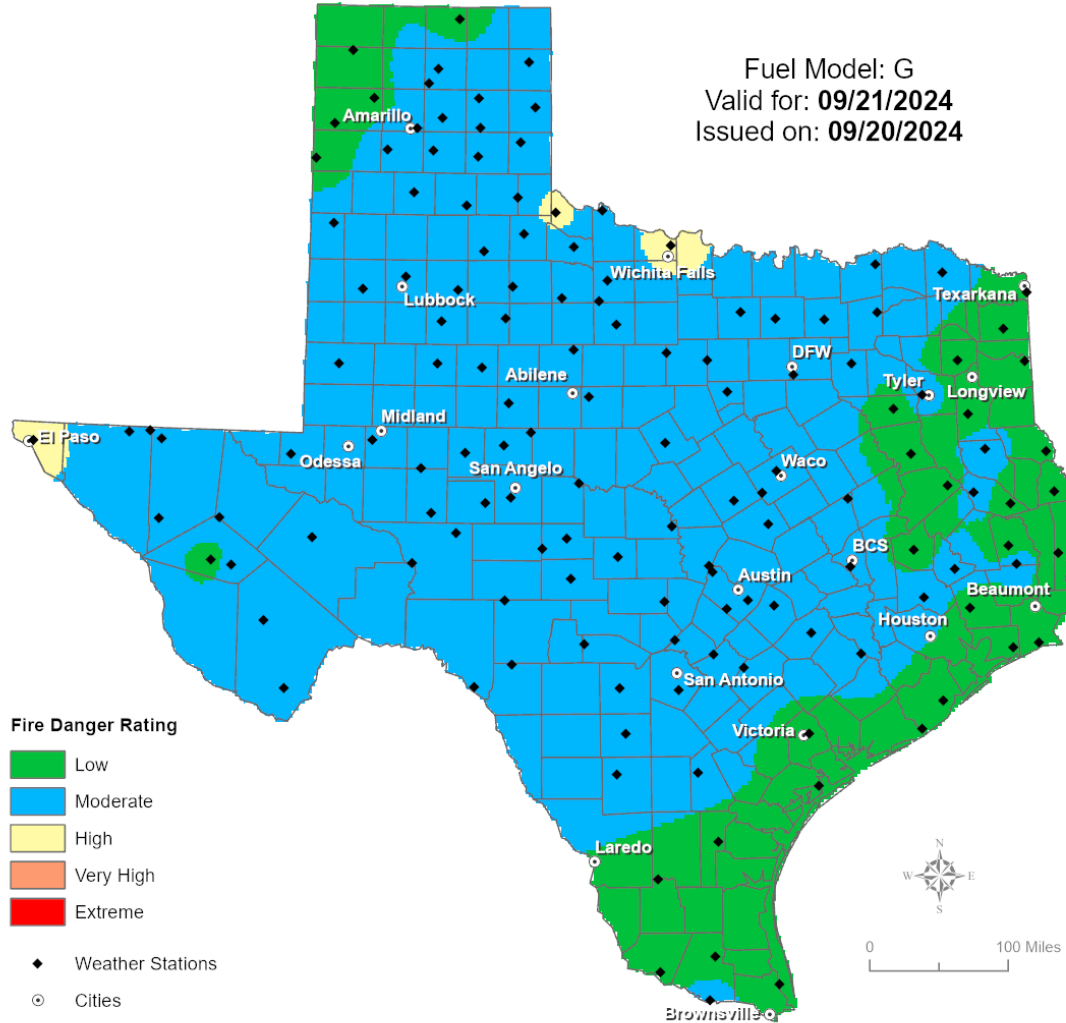 Fuel Model: G
Valid for: 09/21/2024
Issued on: 09/20/2024
Amarillo
Wichita Falls
Lubbock
Texarkana
DFW
Abilene
Tyler
Longview
Midland
El Paso
Odessa
San Angelo
Waco
BCS
Austin
Beaumont
Houston
San Antonio
Victoria
Laredo
Brownsville
Fire Danger Rating
Low
Moderate
High
Very High
Extreme
Weather Stations
Cities
N
W E
S
0 100 Miles